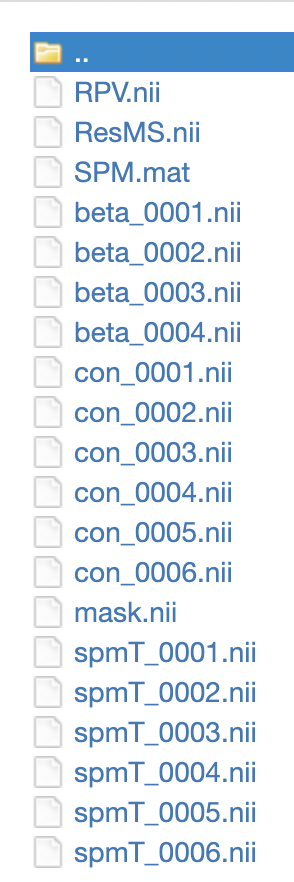 ..
RPV.nii
ResMS.nii
SPM.mat
beta_0001.nii
beta_0002.nii
beta_0003.nii
beta_0004.nii
con_0001.nii
con_0002.nii
con_0003.nii
con_0004.nii
con_0005.nii
con_0006.nii
mask.nii
spmT_0001.nii
spmT_0002.nii
spmT_0003.nii
spmT_0004.nii
spmT_0005.nii
spmT_0006.nii